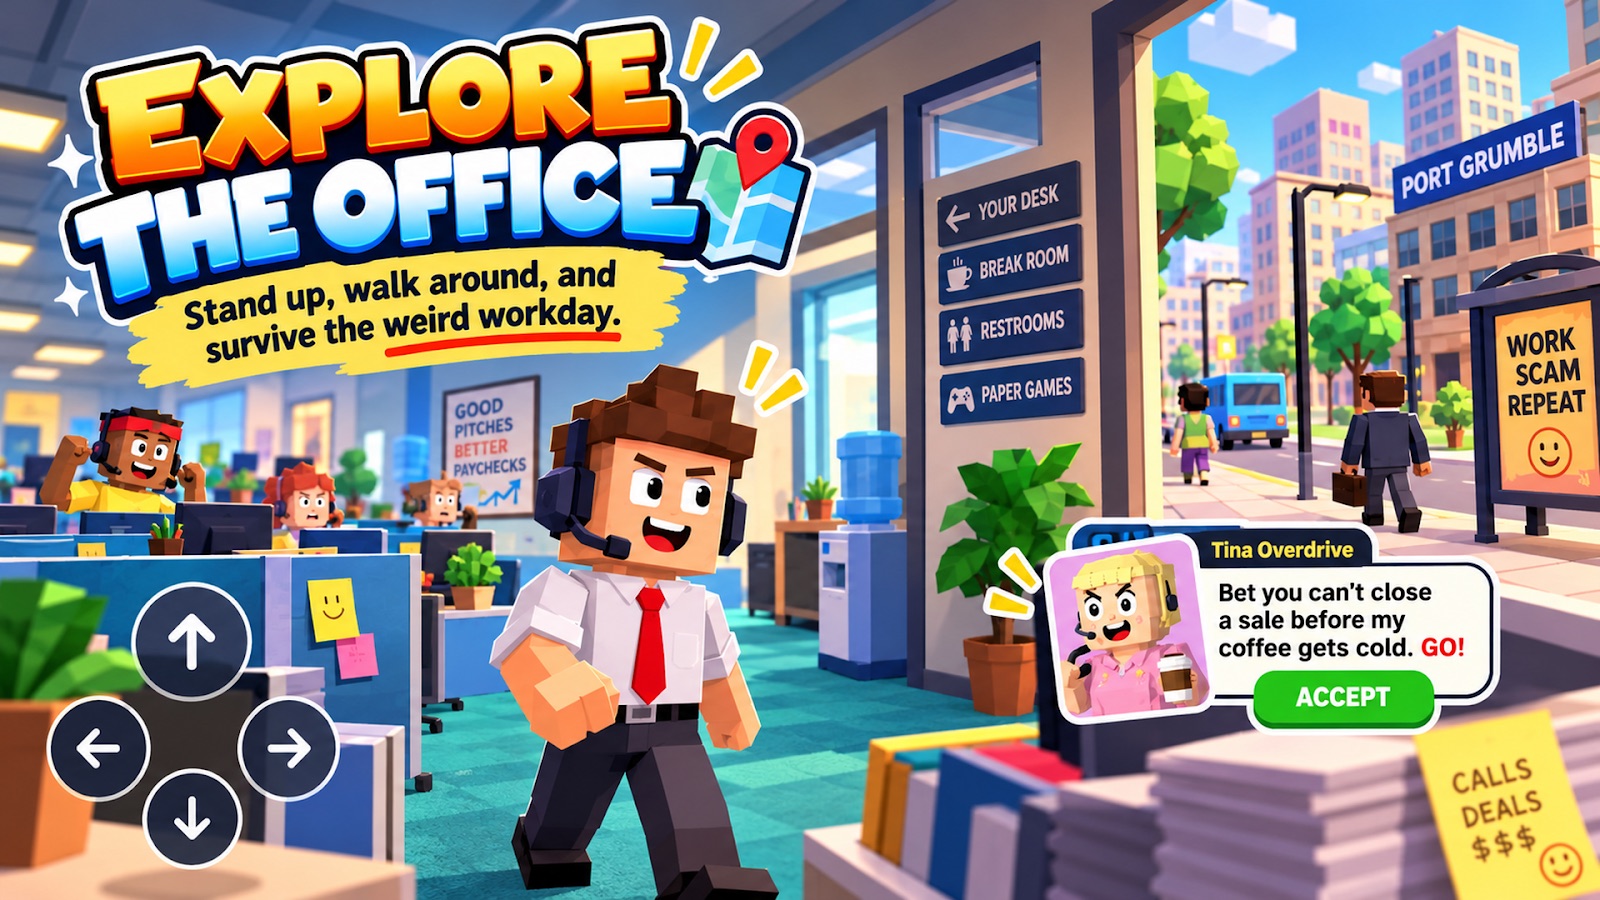 EXPLORE
THE OFFICE
Stand up, walk around, and
survive the weird workday.
GOOD
PITCHES
BETTER
PAYCHECKS
YOUR DESK
BREAK ROOM
RESTROOMS
PAPER GAMES
PORT GRUMBLE
WORK
SCAM
REPEAT
Tina Overdrive
Bet you can't close
a sale before my
coffee gets cold. GO!
ACCEPT
CALLS
DEALS
$$$